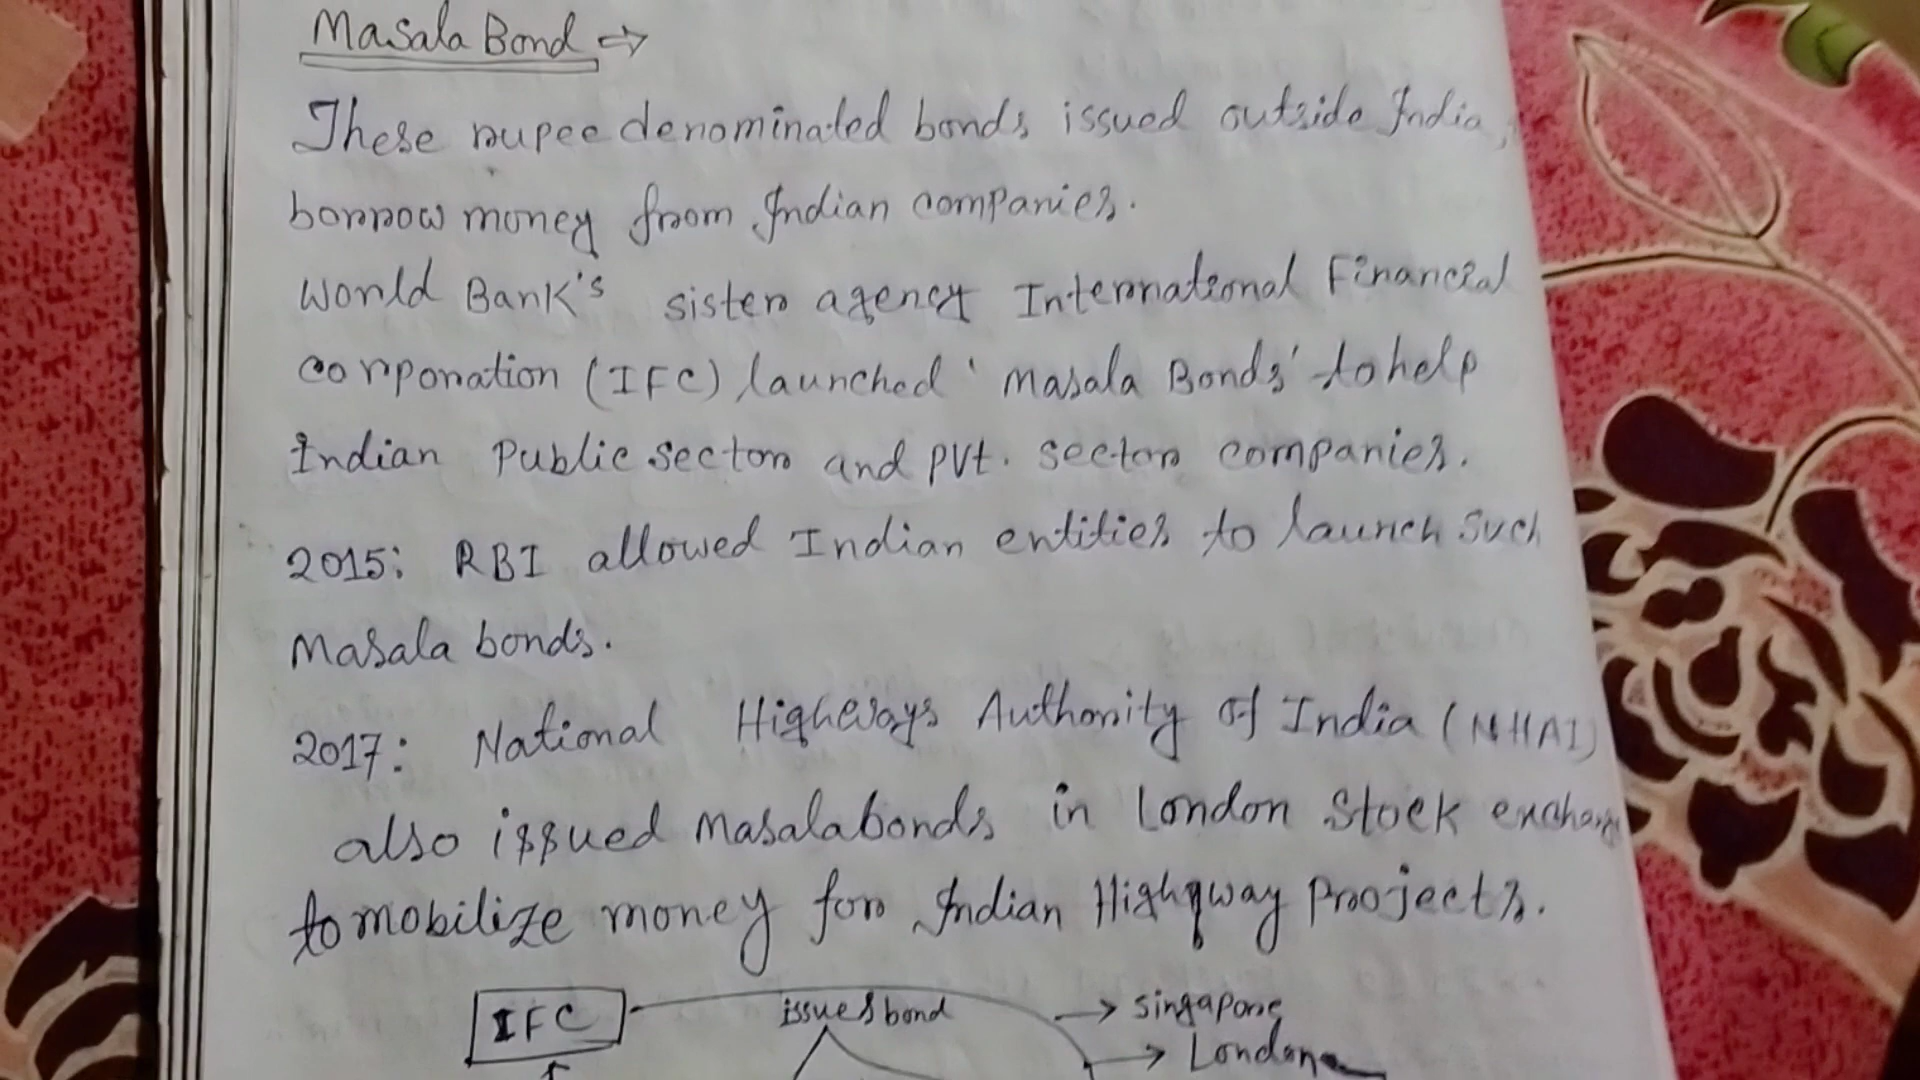 Masala Bond ⇒
These rupee denominated bonds issued outside India,
borrow money from Indian companies.
World Bank's sister agency International Financial
corporation (IFC) launched 'Masala Bonds' to help
Indian Public sector and pvt. sector companies.
2015: RBI allowed Indian entities to launch such
Masala bonds.
2017: National Highways Authority of India (NHAI)
also issued Masala bonds in London Stock exchange
to mobilize money for Indian Highqway Projects.
IFC issues bond → Singapore
→ London